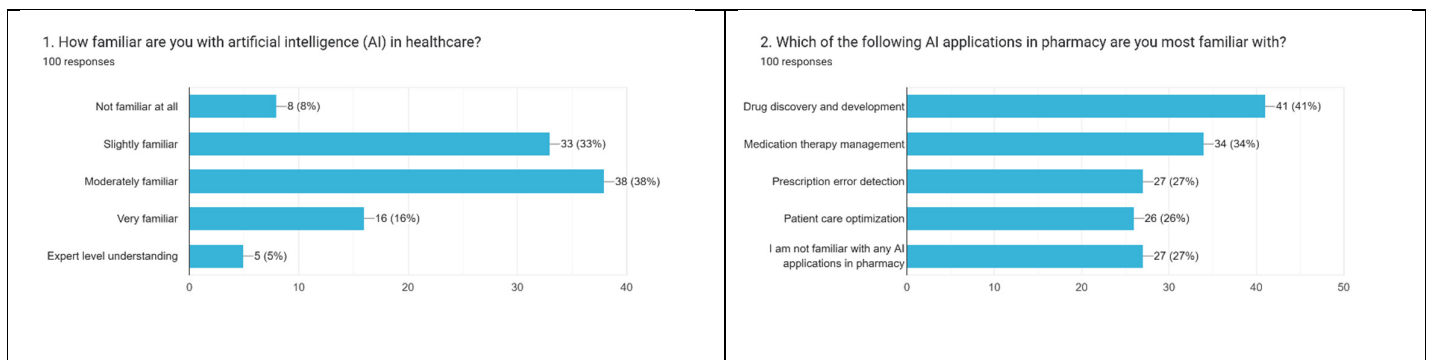 1. How familiar are you with artificial intelligence (AI) in healthcare?
100 responses
Not familiar at all
8 (8%)
Slightly familiar
33 (33%)
Moderately familiar
38 (38%)
Very familiar
16 (16%)
Expert level understanding
5 (5%)
0 10 20 30 40
2. Which of the following AI applications in pharmacy are you most familiar with?
100 responses
Drug discovery and development
41 (41%)
Medication therapy management
34 (34%)
Prescription error detection
27 (27%)
Patient care optimization
26 (26%)
I am not familiar with any AI
applications in pharmacy
27 (27%)
0 10 20 30 40 50